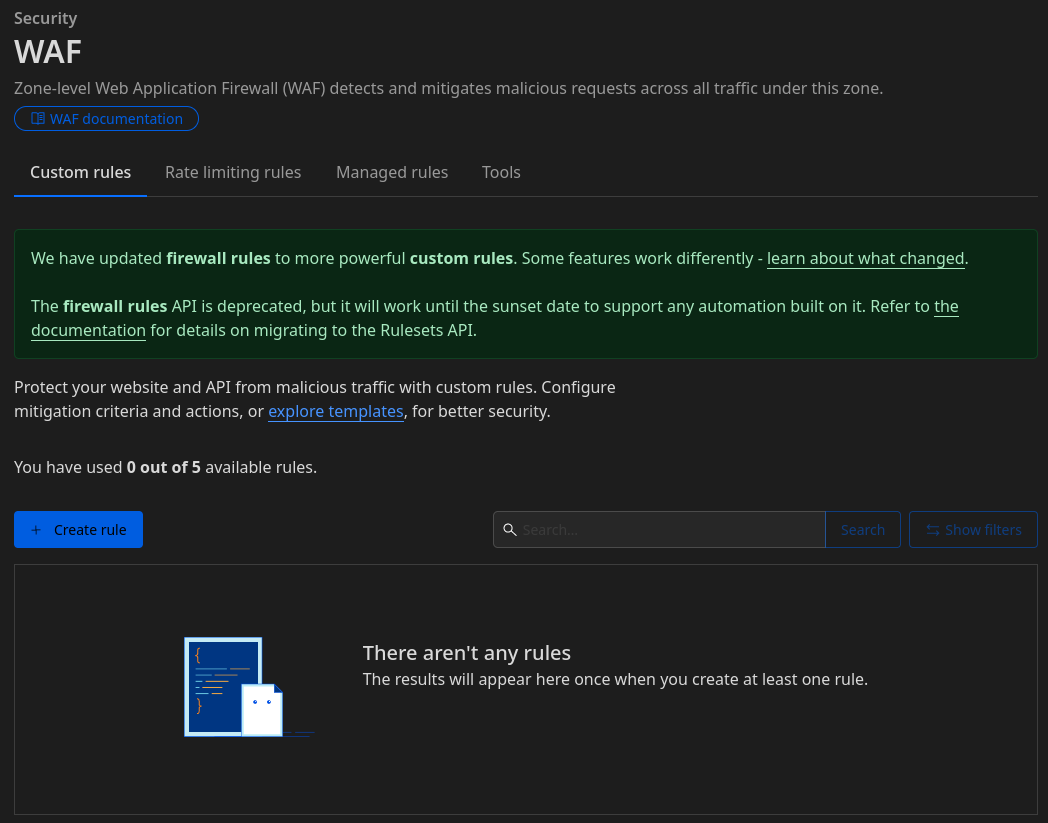 Security
WAF
Zone-level Web Application Firewall (WAF) detects and mitigates malicious requests across all traffic under this zone.
WAF documentation
Custom rules Rate limiting rules Managed rules Tools
We have updated firewall rules to more powerful custom rules. Some features work differently - learn about what changed.
The firewall rules API is deprecated, but it will work until the sunset date to support any automation built on it. Refer to the
documentation for details on migrating to the Rulesets API.
Protect your website and API from malicious traffic with custom rules. Configure
mitigation criteria and actions, or explore templates, for better security.
You have used 0 out of 5 available rules.
+ Create rule Search... Search Show filters
{
}
There aren't any rules
The results will appear here once when you create at least one rule.